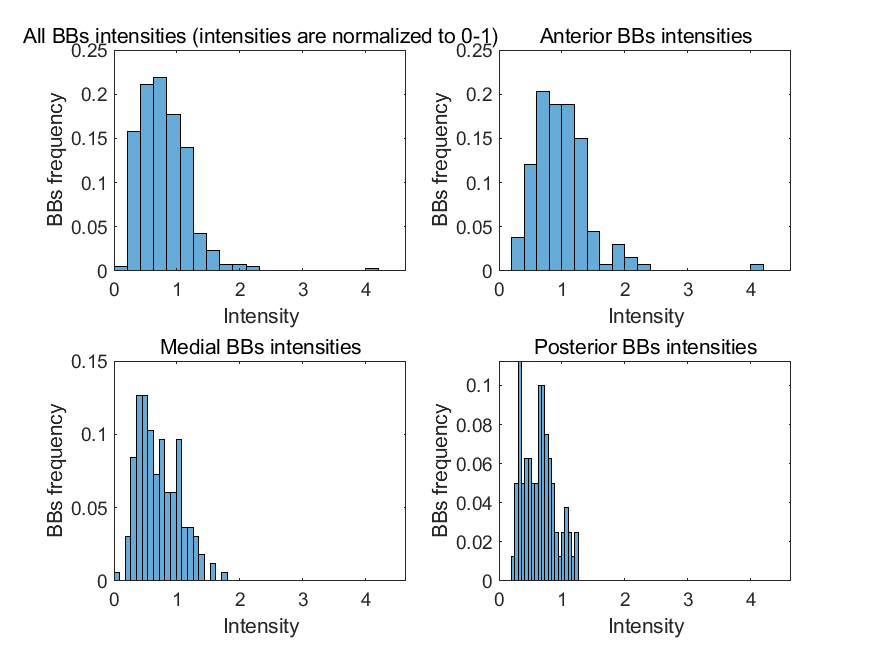 All BBs intensities (intensities are normalized to 0-1)
0.25
0.2
0.15
0.1
0.05
0
BBs frequency
0 1 2 3 4
Intensity
Anterior BBs intensities
0.25
0.2
0.15
0.1
0.05
0
BBs frequency
0 1 2 3 4
Intensity
Medial BBs intensities
0.15
0.1
0.05
0
BBs frequency
0 1 2 3 4
Intensity
Posterior BBs intensities
0.1
0.08
0.06
0.04
0.02
0
BBs frequency
0 1 2 3 4
Intensity